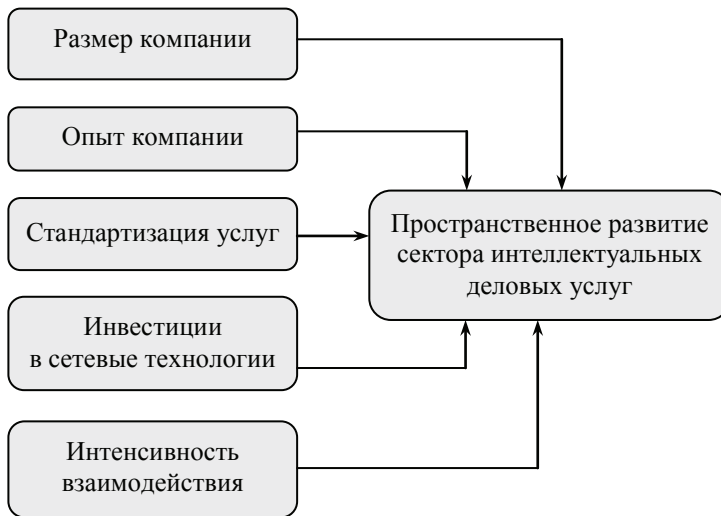 Размер компании
Опыт компании
Стандартизация услуг
Инвестиции
в сетевые технологии
Интенсивность
взаимодействия
Пространственное развитие
сектора интеллектуальных
деловых услуг